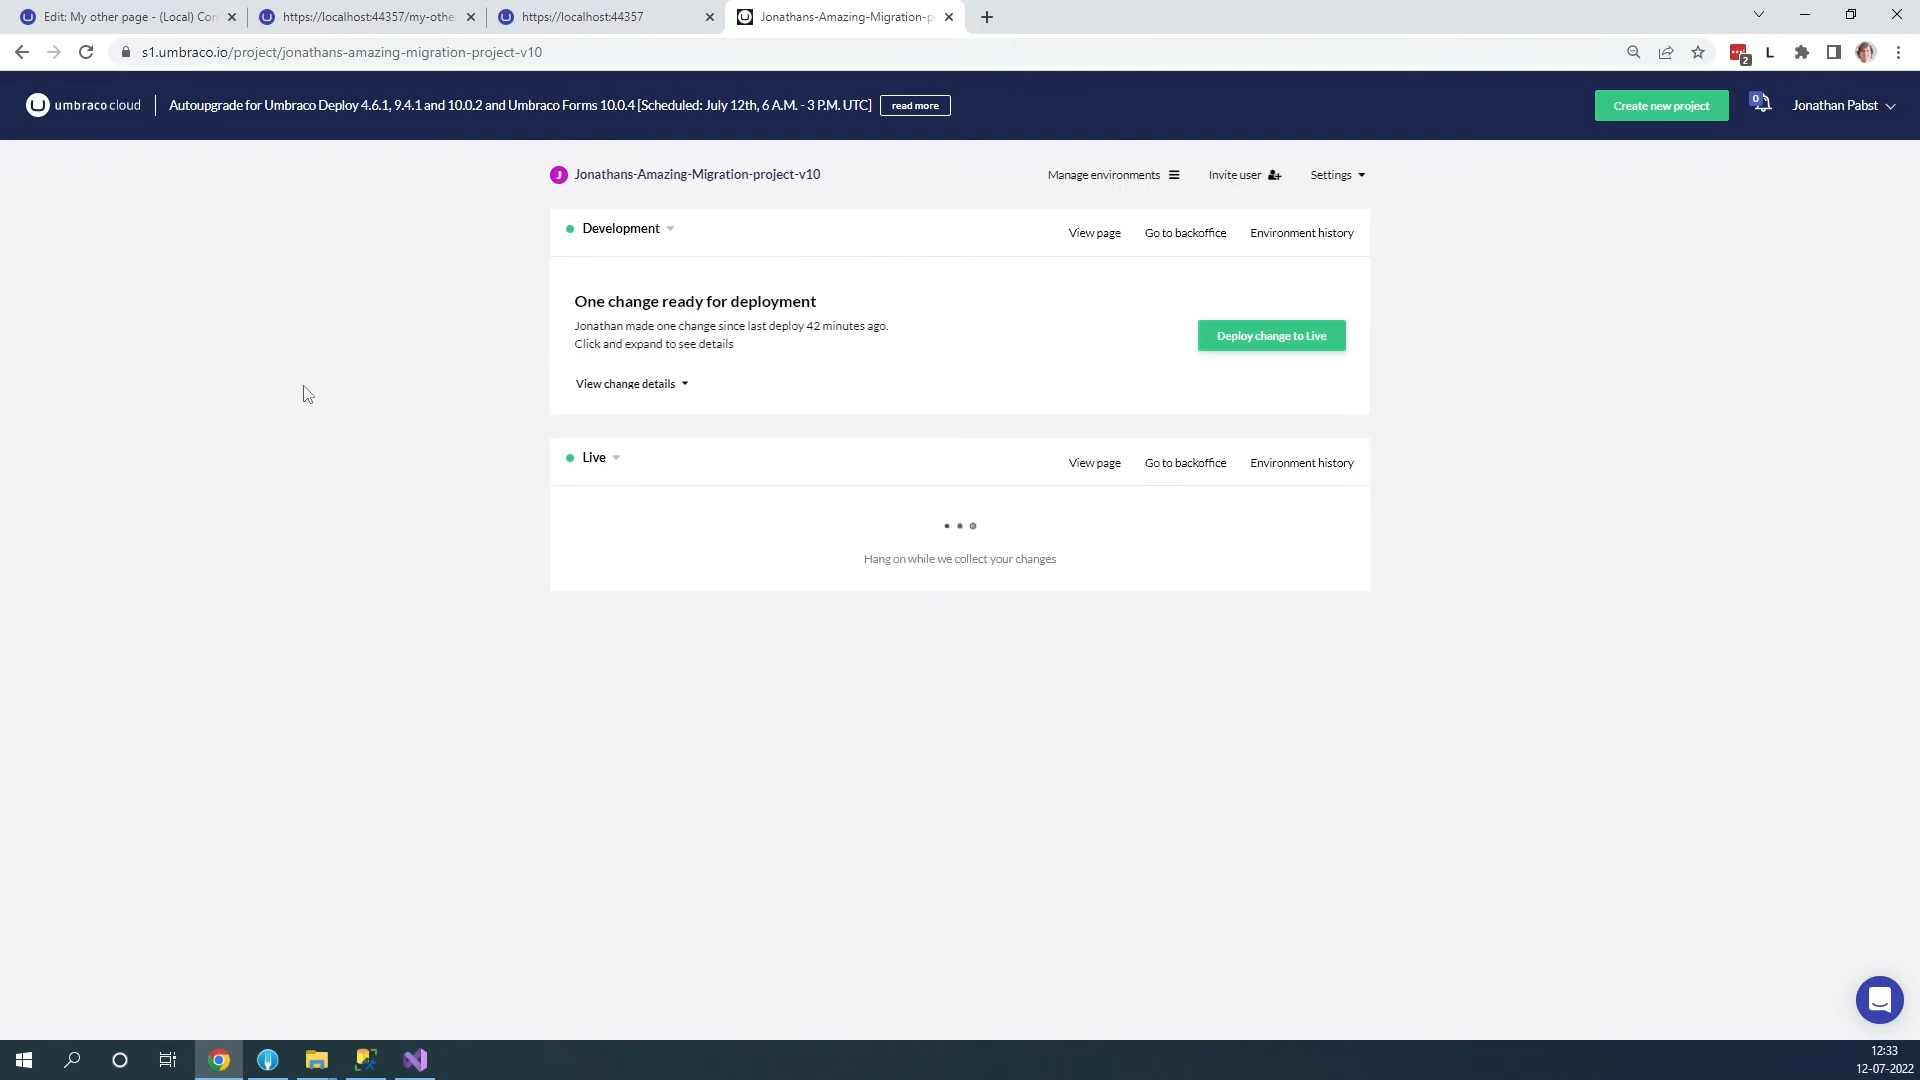 Edit: My other page - (Local) Con
https://localhost:44357/my-othe
https://localhost:44357
Jonathans-Amazing-Migration-p
s1.umbraco.io/project/jonathans-amazing-migration-project-v10
2
L
umbraco cloud
Autoupgrade for Umbraco Deploy 4.6.1, 9.4.1 and 10.0.2 and Umbraco Forms 10.0.4 [Scheduled: July 12th, 6 A.M. - 3 P.M. UTC]
read more
Create new project
0
Jonathan Pabst
J
Jonathans-Amazing-Migration-project-v10
Manage environments
Invite user
Settings
Development
View page
Go to backoffice
Environment history
One change ready for deployment
Jonathan made one change since last deploy 42 minutes ago.
Click and expand to see details
Deploy change to Live
View change details
Live
View page
Go to backoffice
Environment history
Hang on while we collect your changes
12:33
12-07-2022